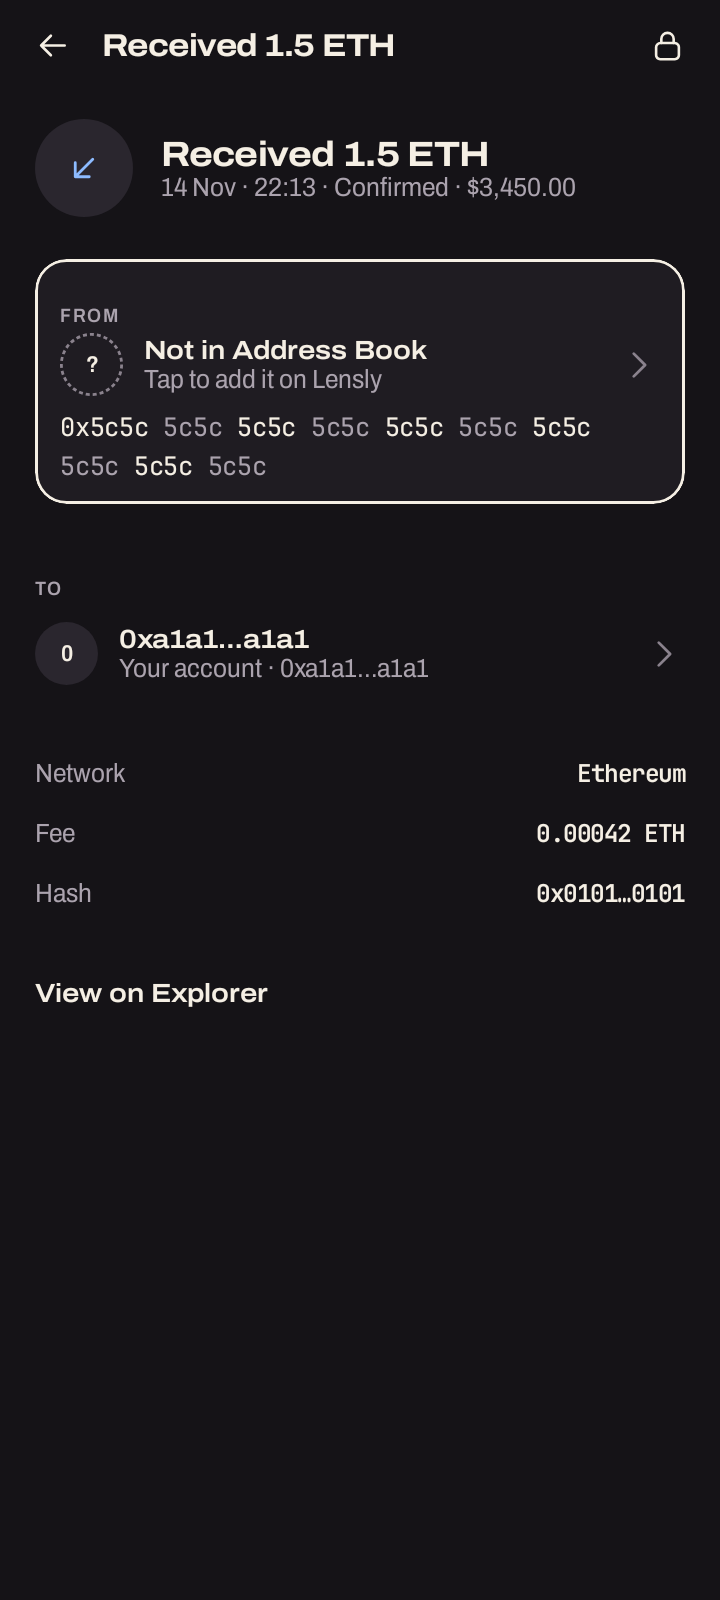 Received 1.5 ETH
Received 1.5 ETH
14 Nov · 22:13 · Confirmed · $3,450.00
FROM
?
Not in Address Book
Tap to add it on Lensly
0x5c5c 5c5c 5c5c 5c5c 5c5c 5c5c 5c5c
5c5c 5c5c 5c5c
TO
0
0xa1a1...a1a1
Your account · 0xa1a1...a1a1
Network Ethereum
Fee 0.00042 ETH
Hash 0x0101…0101
View on Explorer